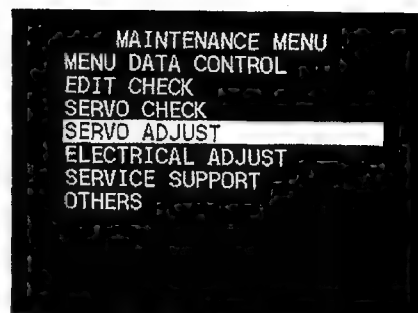 MAINTENANCE MENU
MENU DATA CONTROL
EDIT CHECK
SERVO CHECK
SERVO ADJUST
ELECTRICAL ADJUST
SERVICE SUPPORT
OTHERS